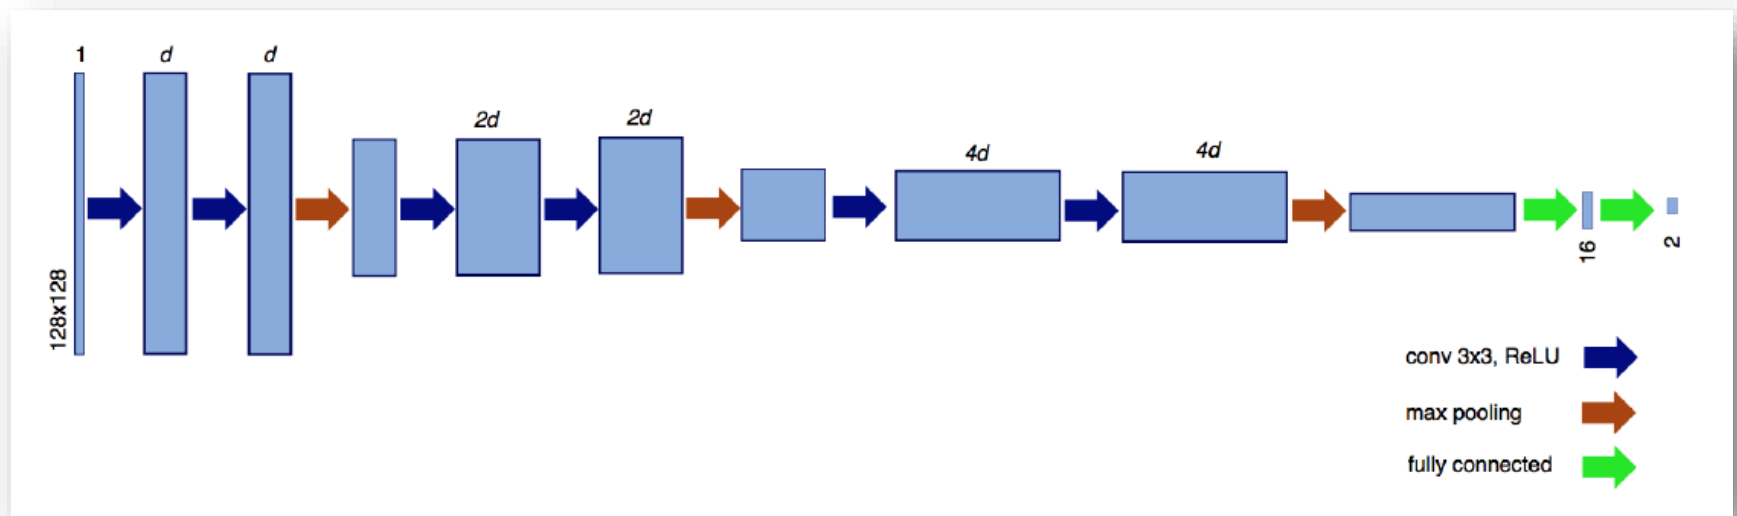 1
d
d
2d
2d
4d
4d
128x128
16
2
conv 3x3, ReLU
max pooling
fully connected